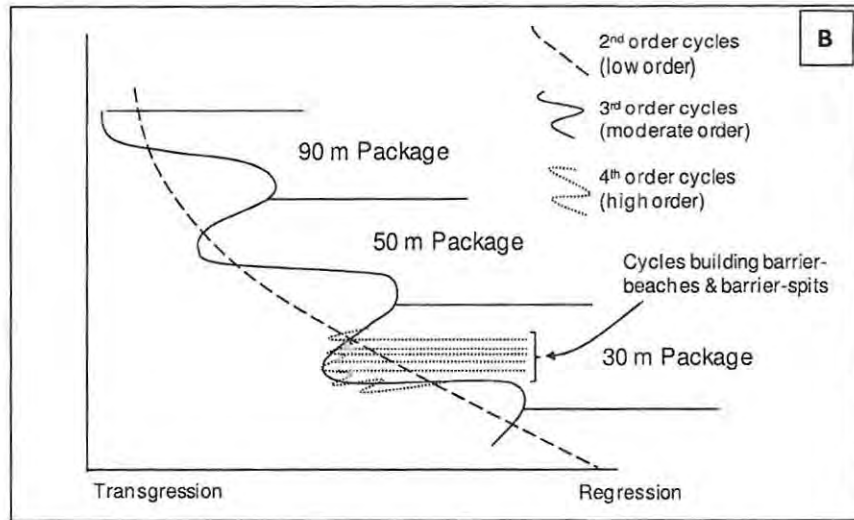 B
2nd order cycles
(low order)
3rd order cycles
(moderate order)
4th order cycles
(high order)
90 m Package
50 m Package
Cycles building barrier-
beaches & barrier-spits
30 m Package
Transgression
Regression